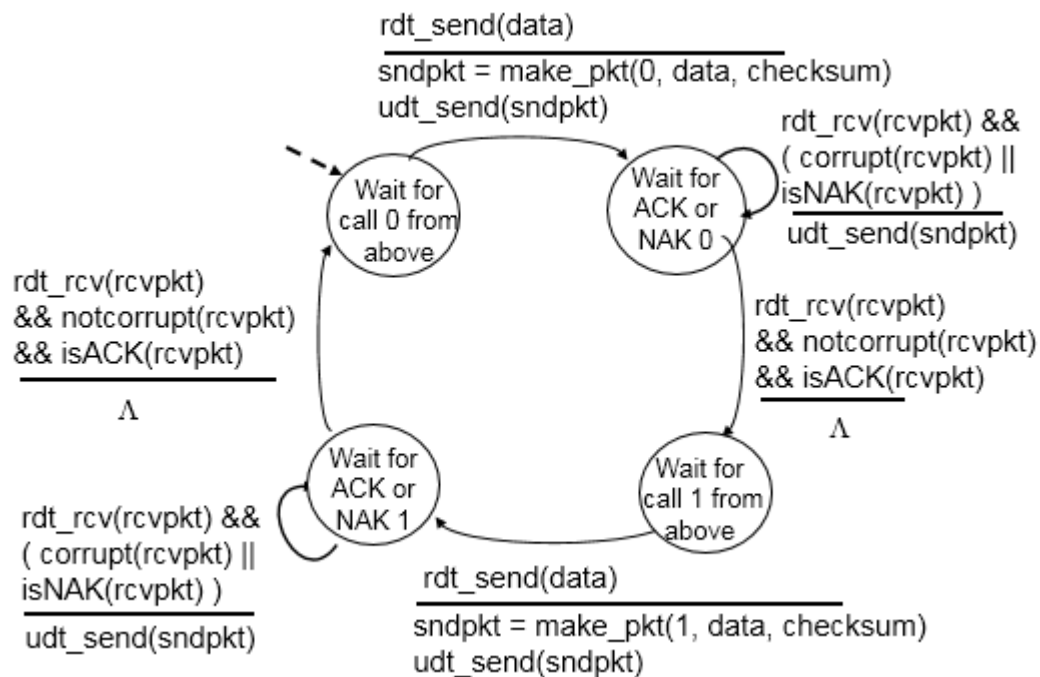 rdt_send(data)
sndpkt = make_pkt(0, data, checksum)
udt_send(sndpkt)
rdt_rcv(rcvpkt) &&
( corrupt(rcvpkt) ||
isNAK(rcvpkt) )
udt_send(sndpkt)
Wait for
call 0 from
above
Wait for
ACK or
NAK 0
rdt_rcv(rcvpkt)
&& notcorrupt(rcvpkt)
&& isACK(rcvpkt)
Λ
rdt_rcv(rcvpkt)
&& notcorrupt(rcvpkt)
&& isACK(rcvpkt)
Λ
Wait for
ACK or
NAK 1
Wait for
call 1 from
above
rdt_rcv(rcvpkt) &&
( corrupt(rcvpkt) ||
isNAK(rcvpkt) )
udt_send(sndpkt)
rdt_send(data)
sndpkt = make_pkt(1, data, checksum)
udt_send(sndpkt)